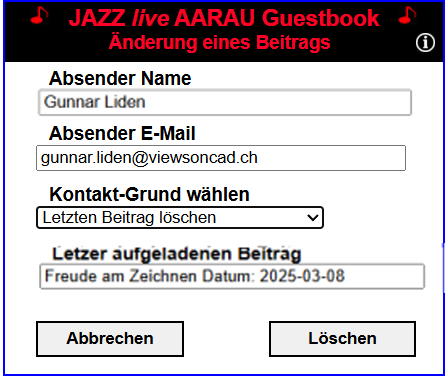 JAZZ live AARAU Guestbook
Änderung eines Beitrags
Absender Name
Gunnar Liden
Absender E-Mail
gunnar.liden@viewsoncad.ch
Kontakt-Grund wählen
Letzten Beitrag löschen
Letzer aufgeladenen Beitrag
Freude am Zeichnen Datum: 2025-03-08
Abbrechen
Löschen